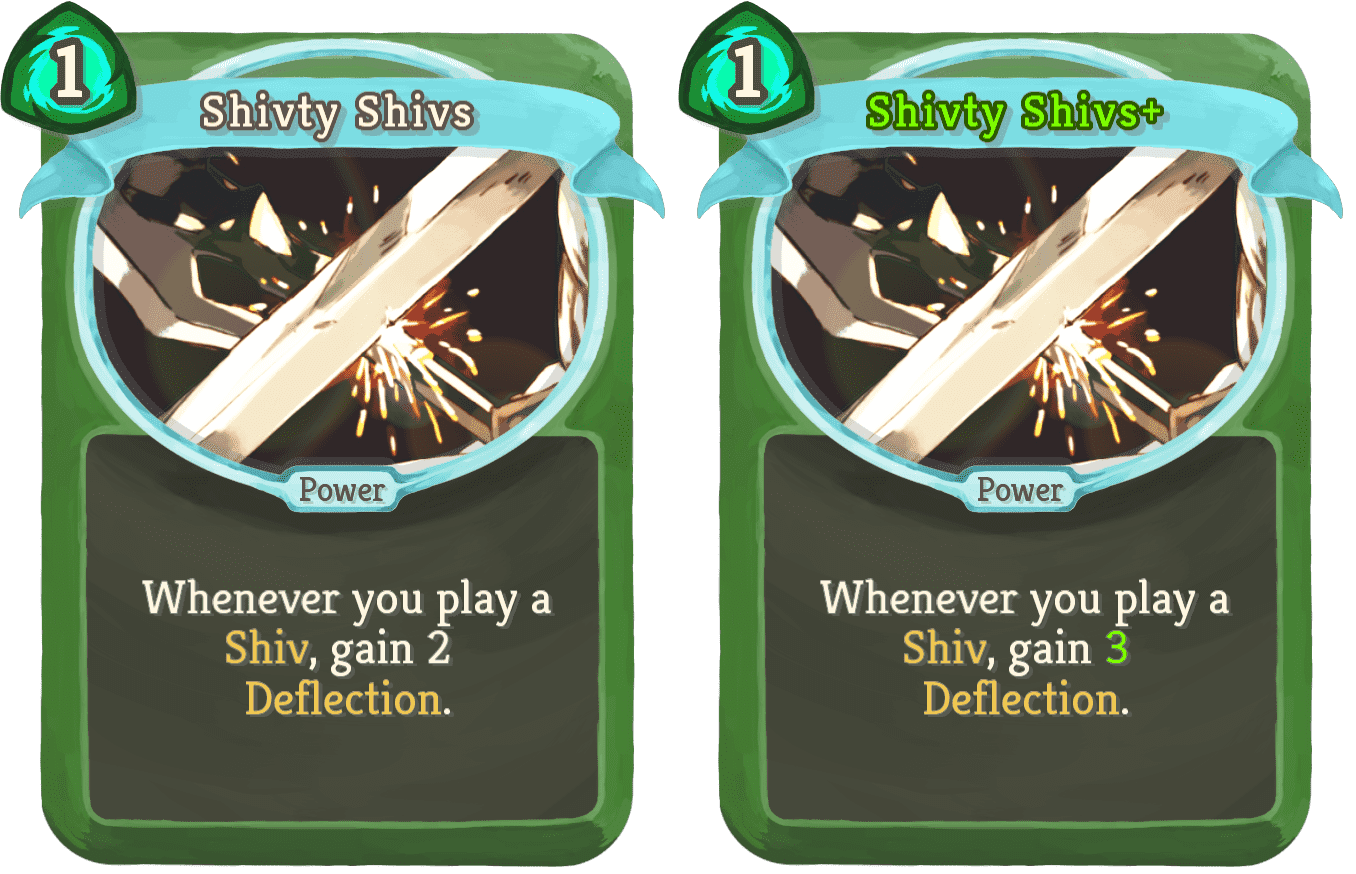 1
Shivty Shivs
Power
Whenever you play a
Shiv, gain 2
Deflection.
1
Shivty Shivs+
Power
Whenever you play a
Shiv, gain 3
Deflection.